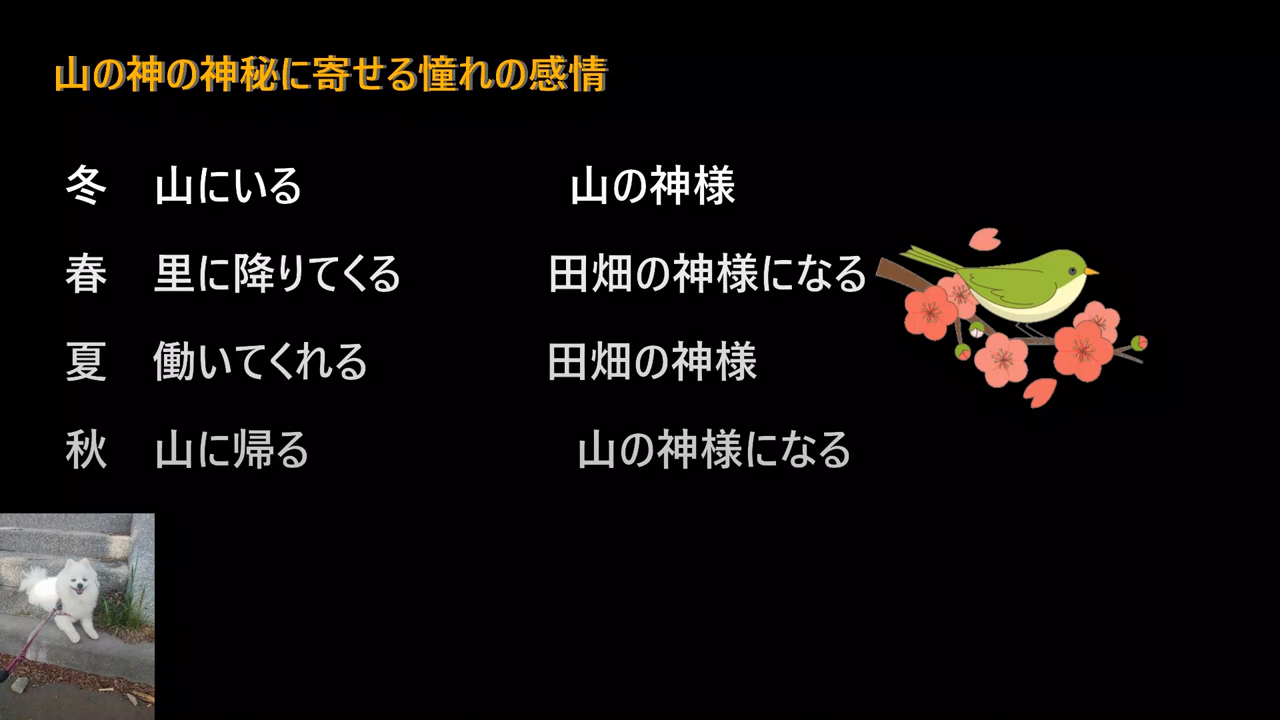 山の神の神秘に寄せる憧れの感情
冬 山にいる 山の神様
春 里に降りてくる 田畑の神様になる
夏 働いてくれる 田畑の神様
秋 山に帰る 山の神様になる